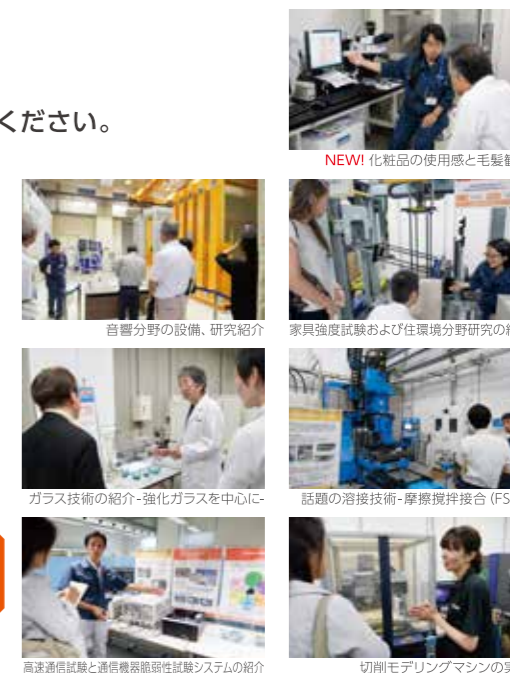 ください。
NEW! 化粧品の使用感と毛髪
音響分野の設備、研究紹介
家具強度試験および住環境分野研究の
ガラス技術の紹介-強化ガラスを中心に-
話題の溶接技術-摩擦撹拌接合（FS
高速通信試験と通信機器脆弱性試験システムの紹介
切削モデリングマシンの実